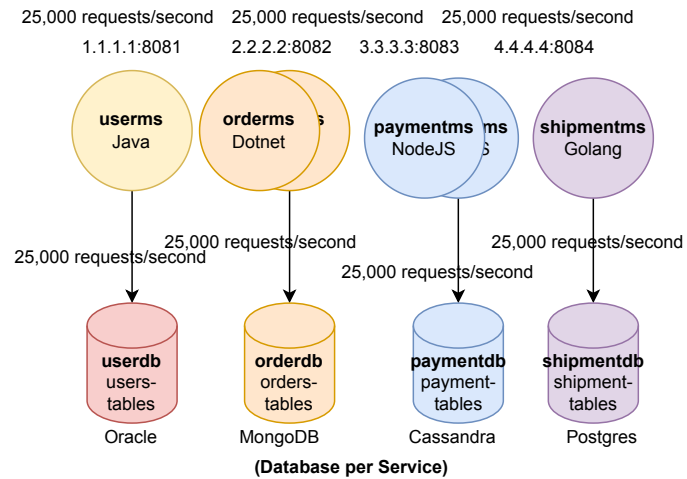 25,000 requests/second 25,000 requests/second 25,000 requests/second
1.1.1.1:8081 2.2.2.2:8082 3.3.3.3:8083 4.4.4.4:8084
userms
Java
orderms s
Dotnet
paymentms ms
NodeJS S
shipmentms
Golang
25,000 requests/second
25,000 requests/second
25,000 requests/second
25,000 requests/second
userdb
users-
tables
orderdb
orders-
tables
paymentdb
payment-
tables
shipmentdb
shipment-
tables
Oracle MongoDB Cassandra Postgres
(Database per Service)